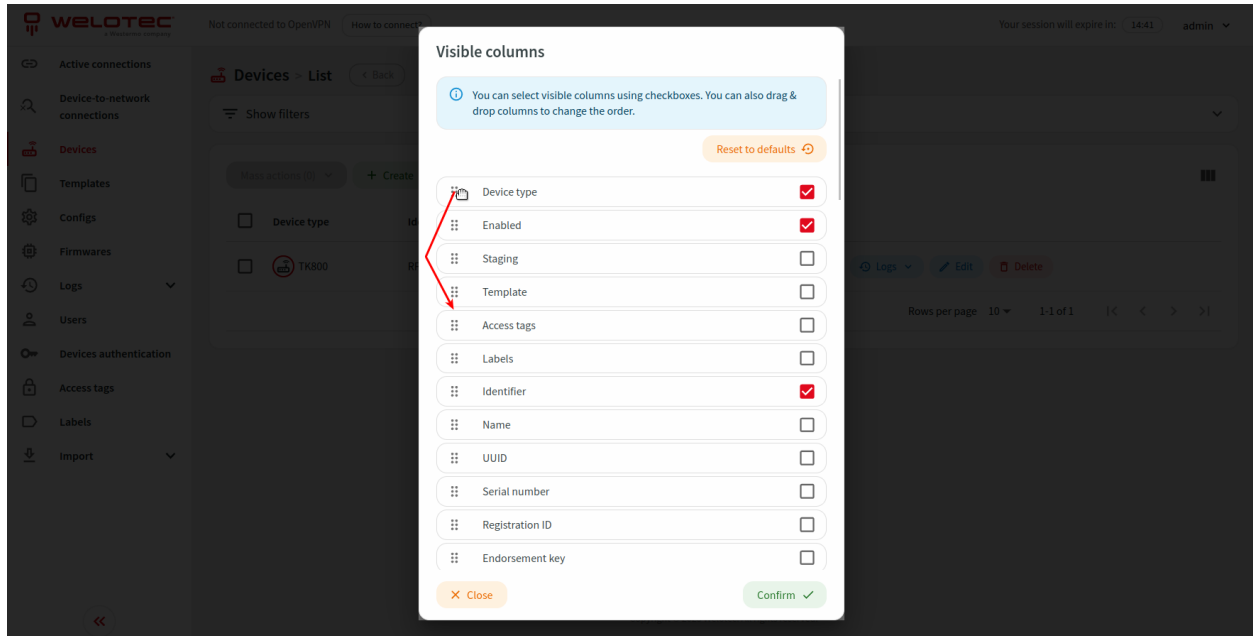 WELOTEC
a Westermo company
Not connected to OpenVPN
How to connect?
Your session will expire in: 14:41
admin
Active connections
Device-to-network
connections
Devices
Templates
Configs
Firmwares
Logs
Users
Devices authentication
Access tags
Labels
Import
Devices > List
< Back
Show filters
Mass actions (0)
+ Create
Device type
TK800
Logs
Edit
Delete
Rows per page 10
1-1 of 1
Visible columns
You can select visible columns using checkboxes. You can also drag &
drop columns to change the order.
Reset to defaults
Device type
Enabled
Staging
Template
Access tags
Labels
Identifier
Name
UUID
Serial number
Registration ID
Endorsement key
Close
Confirm